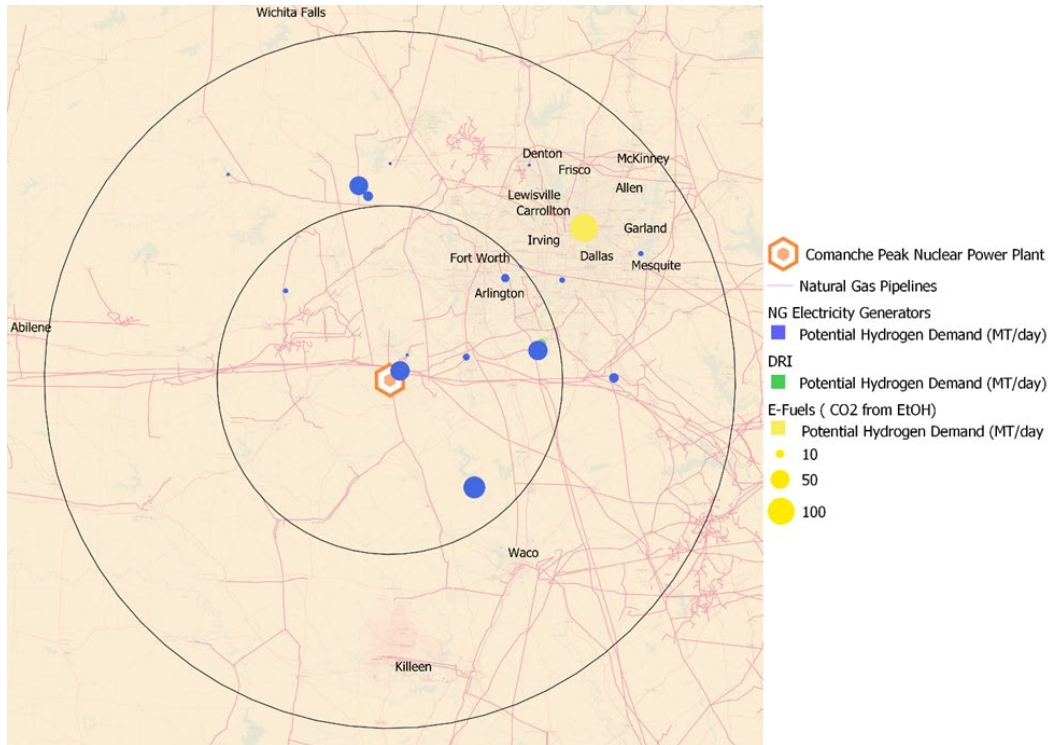 Wichita Falls
Denton
McKinney
Frisco
Allen
Lewisville
Carrollton
Garland
Irving
Dallas
Fort Worth
Mesquite
Arlington
Abilene
Waco
Killeen
Comanche Peak Nuclear Power Plant
Natural Gas Pipelines
NG Electricity Generators
Potential Hydrogen Demand (MT/day)
DRI
Potential Hydrogen Demand (MT/day)
E-Fuels ( CO2 from EtOH)
Potential Hydrogen Demand (MT/day
10
50
100